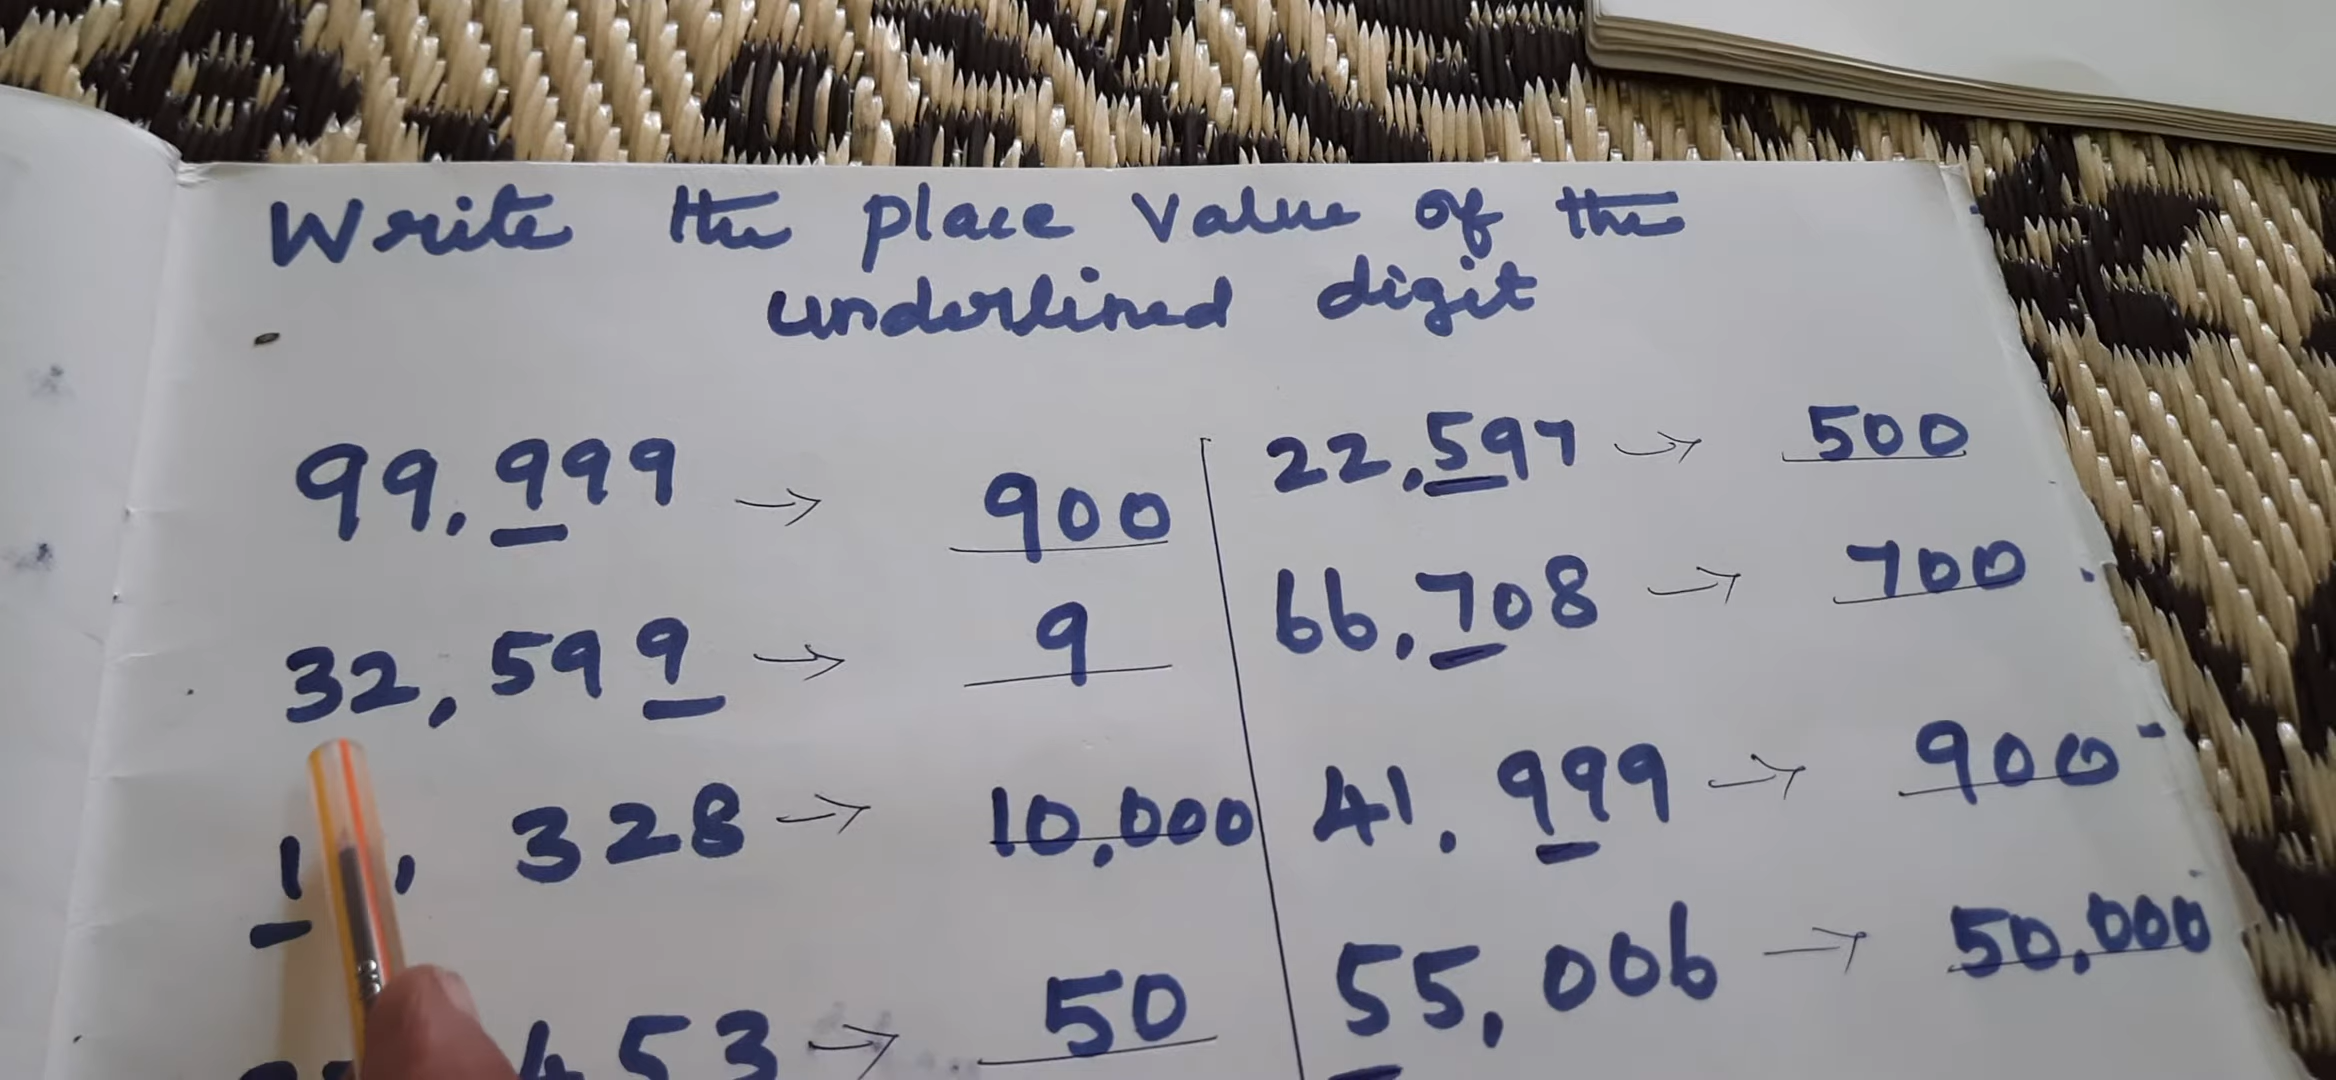 Write the place value of the
underlined digit
99,999 → 900
32,599 → 9
1 , 328 → 10,000
453 → 50
22,597 → 500
66,708 → 700
41,999 → 900
55,006 → 50,000